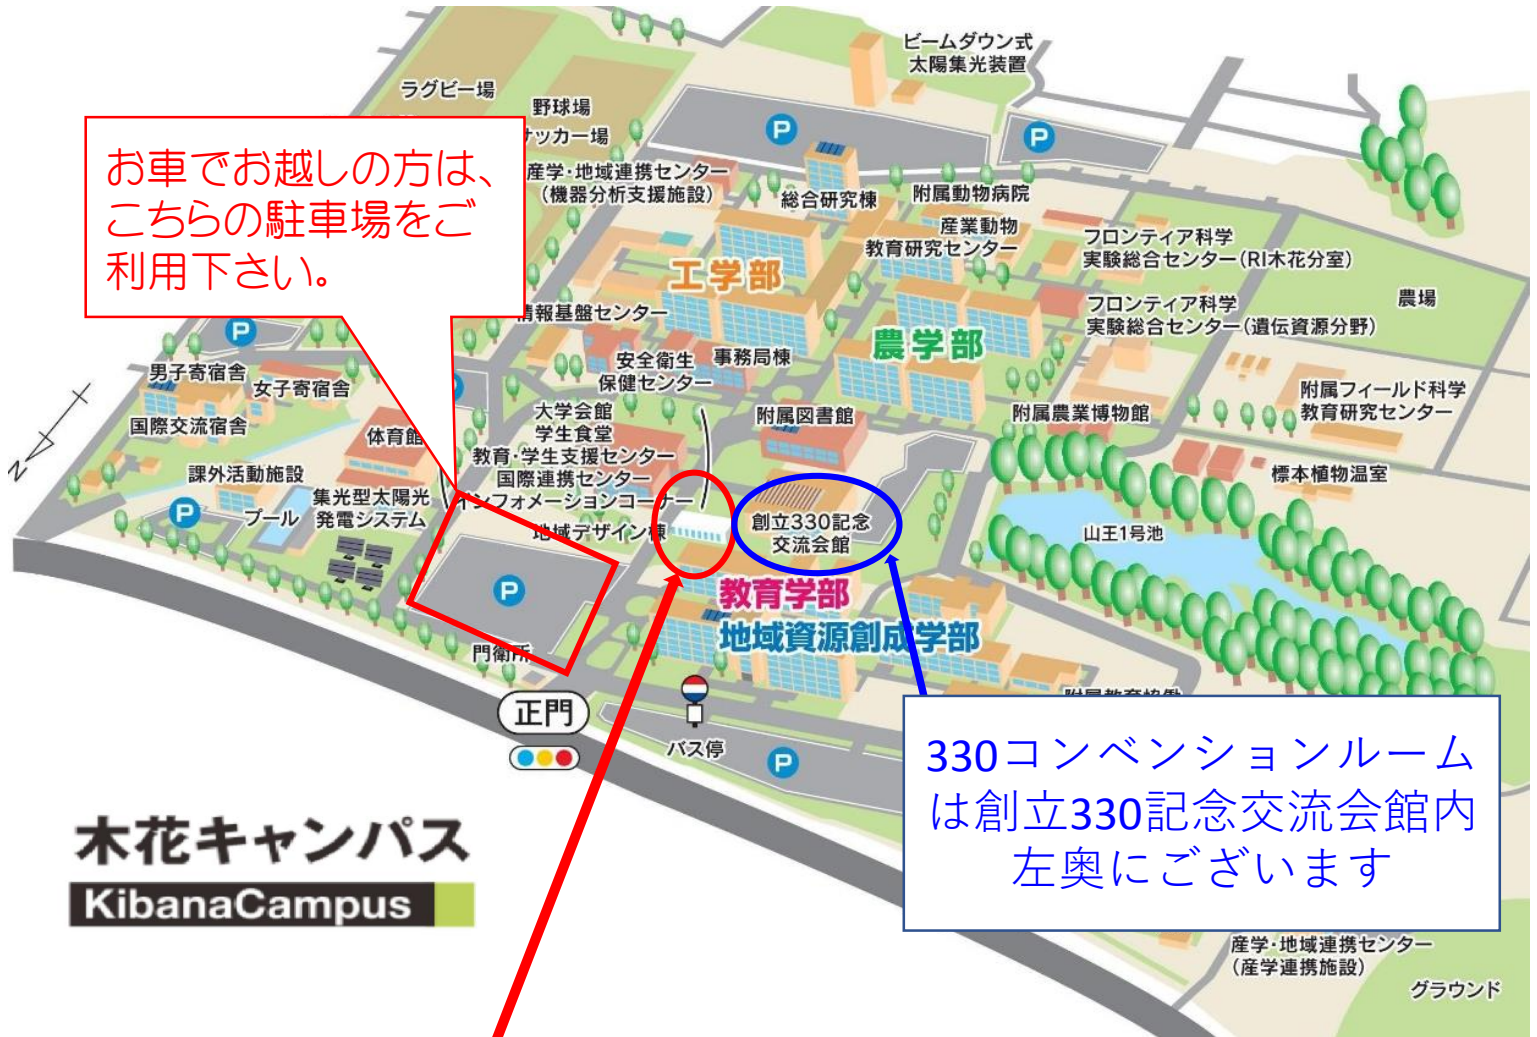 ビームダウン式
太陽集光装置
ラグビー場
野球場
サッカー場
P
P
お車でお越しの方は、
こちらの駐車場をご
利用下さい。
産学・地域連携センター
(機器分析支援施設)
総合研究棟
附属動物病院
産業動物
教育研究センター
フロンティア科学
実験総合センター(RI木花分室)
工学部
農場
フロンティア科学
実験総合センター(遺伝資源分野)
情報基盤センター
P
農学部
安全衛生
保健センター
事務局棟
男子寄宿舎
女子寄宿舎
P
附属フィールド科学
教育研究センター
国際交流宿舎
体育館
大学会館
学生食堂
教育・学生支援センター
国際連携センター
インフォメーションコーナー
附属図書館
附属農業博物館
N
課外活動施設
標本植物温室
P
プール
集光型太陽光
発電システム
地域デザイン棟
創立330記念
交流会館
山王1号池
P
教育学部
地域資源創成学部
門衛所
正門
バス停
P
330コンベンションルーム
は創立330記念交流会館内
左奥にございます
木花キャンパス
KibanaCampus
産学・地域連携センター
(産学連携施設)
グラウンド